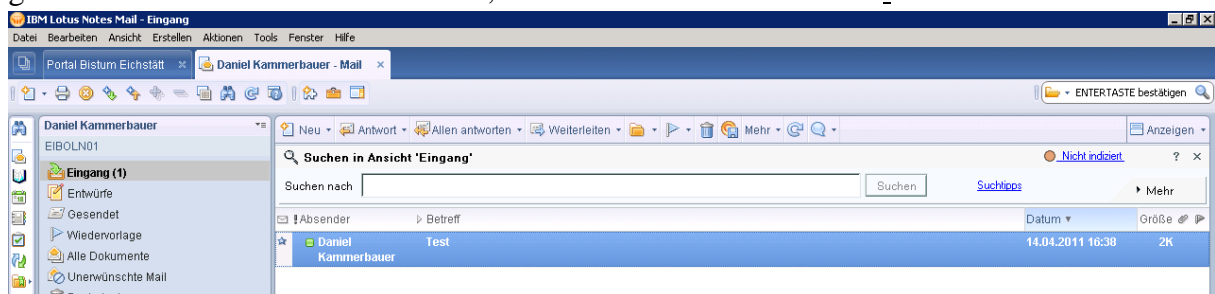 IBM Lotus Notes Mail - Eingang
Datei Bearbeiten Ansicht Erstellen Aktionen Tools Fenster Hilfe
Portal Bistum Eichstätt × Daniel Kammerbauer - Mail ×
ENTERTASTE bestätigen
Daniel Kammerbauer
EIBOLN01
Neu Antwort Allen antworten Weiterleiten Mehr Anzeigen
Suchen in Ansicht 'Eingang' Nicht indiziert ? ×
Eingang (1)
Suchen nach Suchen Suchtipps Mehr
Entwürfe
Gesendet
! Absender Betreff Datum Größe
Wiedervorlage
Daniel Kammerbauer Test 14.04.2011 16:38 2K
Alle Dokumente
Unerwünschte Mail